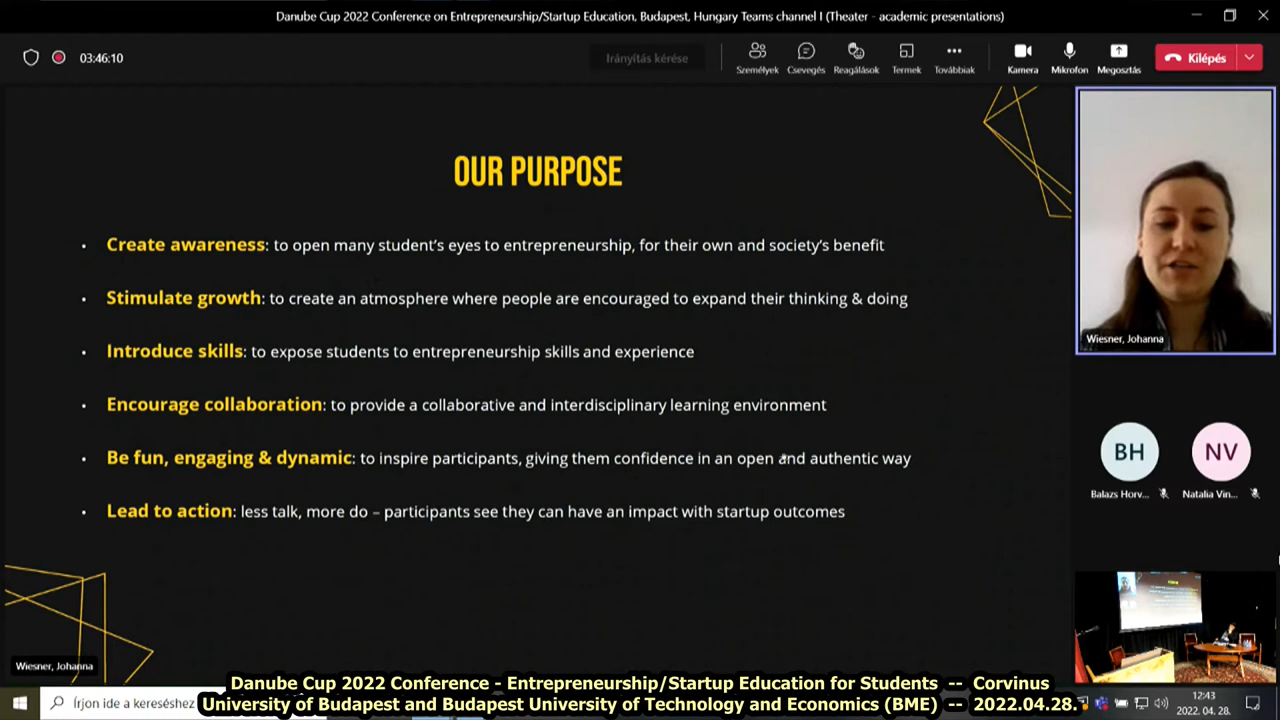 Danube Cup 2022 Conference on Entrepreneurship/Startup Education, Budapest, Hungary Teams channel I (Theater - academic presentations)
03:46:10
Irányítás kérése
Személyek
Csevegés
Reagálások
Termek
Továbbiak
Kamera
Mikrofon
Megosztás
Kilépés
OUR PURPOSE
• Create awareness: to open many student's eyes to entrepreneurship, for their own and society's benefit
• Stimulate growth: to create an atmosphere where people are encouraged to expand their thinking & doing
• Introduce skills: to expose students to entrepreneurship skills and experience
• Encourage collaboration: to provide a collaborative and interdisciplinary learning environment
• Be fun, engaging & dynamic: to inspire participants, giving them confidence in an open and authentic way
• Lead to action: less talk, more do – participants see they can have an impact with startup outcomes
Wiesner, Johanna
BH
NV
Balazs Horv...
Natalia Vin...
Wiesner, Johanna
Írjon ide a kereséshez
12:43
2022. 04. 28.
Danube Cup 2022 Conference - Entrepreneurship/Startup Education for Students -- Corvinus
University of Budapest and Budapest University of Technology and Economics (BME) -- 2022.04.28.